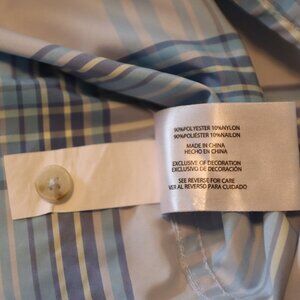 90%POLYESTER 10%NYLON
90%POLIÉSTER 10%NAILON
MADE IN CHINA
HECHO EN CHINA
EXCLUSIVE OF DECORATION
EXCLUSIVO DE DECORACIÓN
SEE REVERSE FOR CARE
VER AL REVERSO PARA CUIDADO